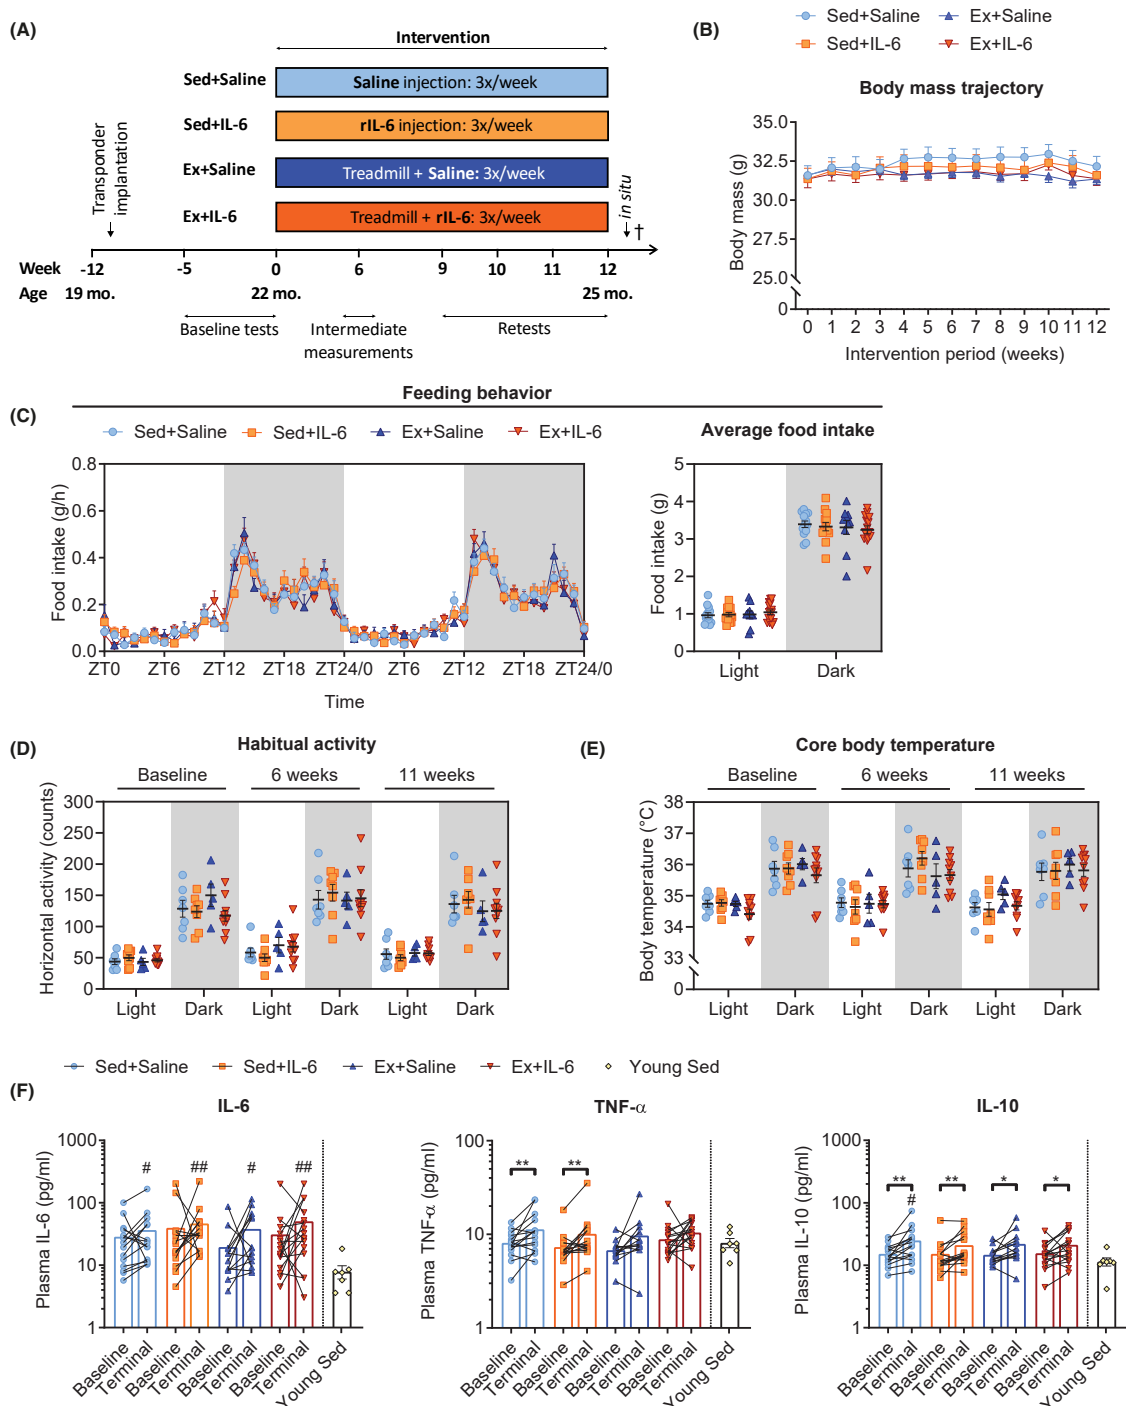 (A)
Intervention
Sed+Saline
Saline injection: 3x/week
Sed+IL-6
rIL-6 injection: 3x/week
Ex+Saline
Treadmill + Saline: 3x/week
Ex+IL-6
Treadmill + rIL-6: 3x/week
Transponder
implantation
in situ
†
Week -12 -5 0 6 9 10 11 12
Age 19 mo. 22 mo. 25 mo.
Baseline tests
Intermediate
measurements
Retests
(B)
Sed+Saline Ex+Saline
Sed+IL-6 Ex+IL-6
Body mass trajectory
Body mass (g)
35.0
32.5
30.0
27.5
25.0
0
0 1 2 3 4 5 6 7 8 9 10 11 12
Intervention period (weeks)
Feeding behavior
(C)
Sed+Saline Sed+IL-6 Ex+Saline Ex+IL-6
Food intake (g/h)
0.8
0.6
0.4
0.2
0
ZT0 ZT6 ZT12 ZT18 ZT24/0 ZT6 ZT12 ZT18 ZT24/0
Time
Average food intake
Food intake (g)
5
4
3
2
1
0
Light Dark
(D)
Habitual activity
Baseline 6 weeks 11 weeks
Horizontal activity (counts)
300
250
200
150
100
50
0
Light Dark Light Dark Light Dark
(E)
Core body temperature
Baseline 6 weeks 11 weeks
Body temperature (°C)
38
37
36
35
34
33
0
Light Dark Light Dark Light Dark
Sed+Saline Sed+IL-6 Ex+Saline Ex+IL-6 Young Sed
(F)
IL-6
Plasma IL-6 (pg/ml)
1000
100
10
1
# ## # ##
Baseline Terminal Baseline Terminal Baseline Terminal Baseline Terminal Young Sed
TNF-α
Plasma TNF-α (pg/ml)
100
10
1
** **
Baseline Terminal Baseline Terminal Baseline Terminal Baseline Terminal Young Sed
IL-10
Plasma IL-10 (pg/ml)
1000
100
10
1
** ** * *
#
Baseline Terminal Baseline Terminal Baseline Terminal Baseline Terminal Young Sed